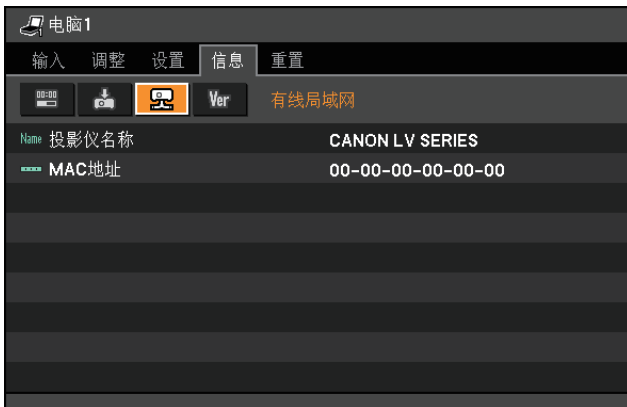 电脑1
输入 调整 设置 信息 重置
00:00 Ver 有线局域网
Name 投影仪名称 CANON LV SERIES
MAC地址 00-00-00-00-00-00